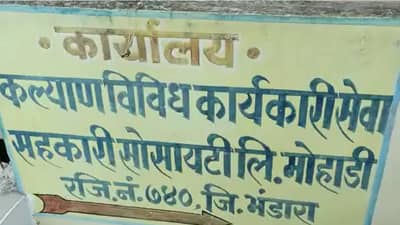 • कार्यालय •
कल्याण विविध कार्यकारी सेवा
सहकारी सोसायटी लि. मोहाडी
रजि. नं. ७४०, जि. भंडारा